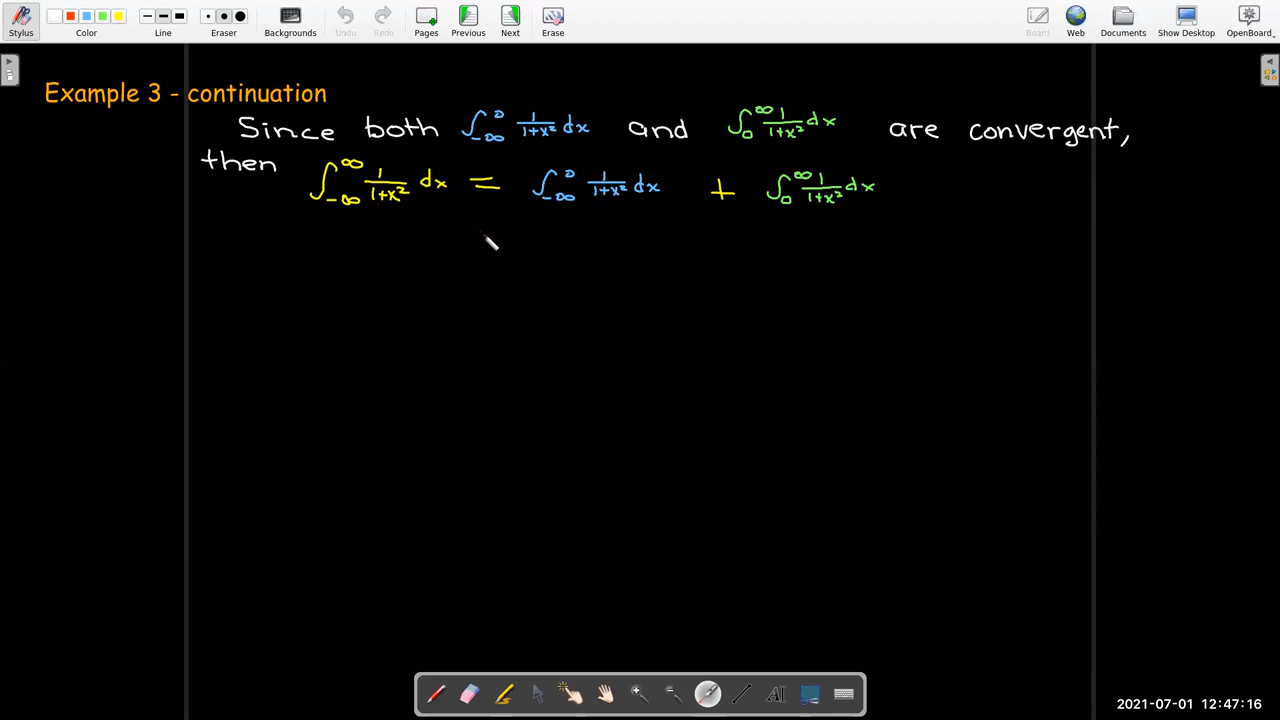 Stylus Color Line Eraser Backgrounds Undo Redo Pages Previous Next Erase Board Web Documents Show Desktop OpenBoard
Example 3 - continuation
Since both ∫_{-∞}^{0} 1/(1+x²) dx and ∫_{0}^{∞} 1/(1+x²) dx are convergent,
then ∫_{-∞}^{∞} 1/(1+x²) dx = ∫_{-∞}^{0} 1/(1+x²) dx + ∫_{0}^{∞} 1/(1+x²) dx
AI
2021-07-01 12:47:16